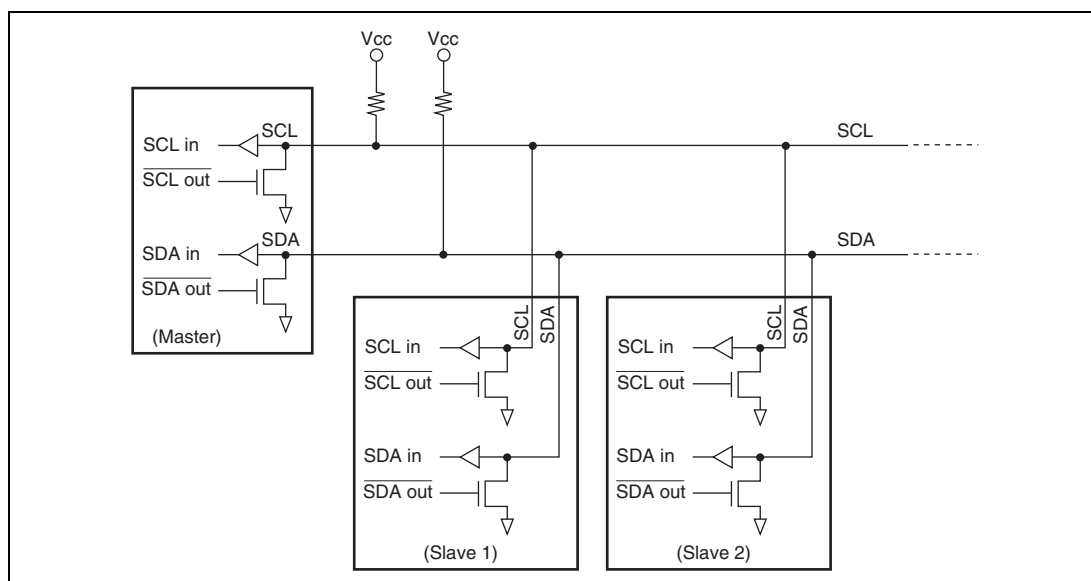 Vcc Vcc
SCL in SCL SCL
SCL out
SDA in SDA SDA
SDA out
(Master)
SCL
SDA
SCL in
SCL out
SDA in
SDA out
(Slave 1)
SCL
SDA
SCL in
SCL out
SDA in
SDA out
(Slave 2)